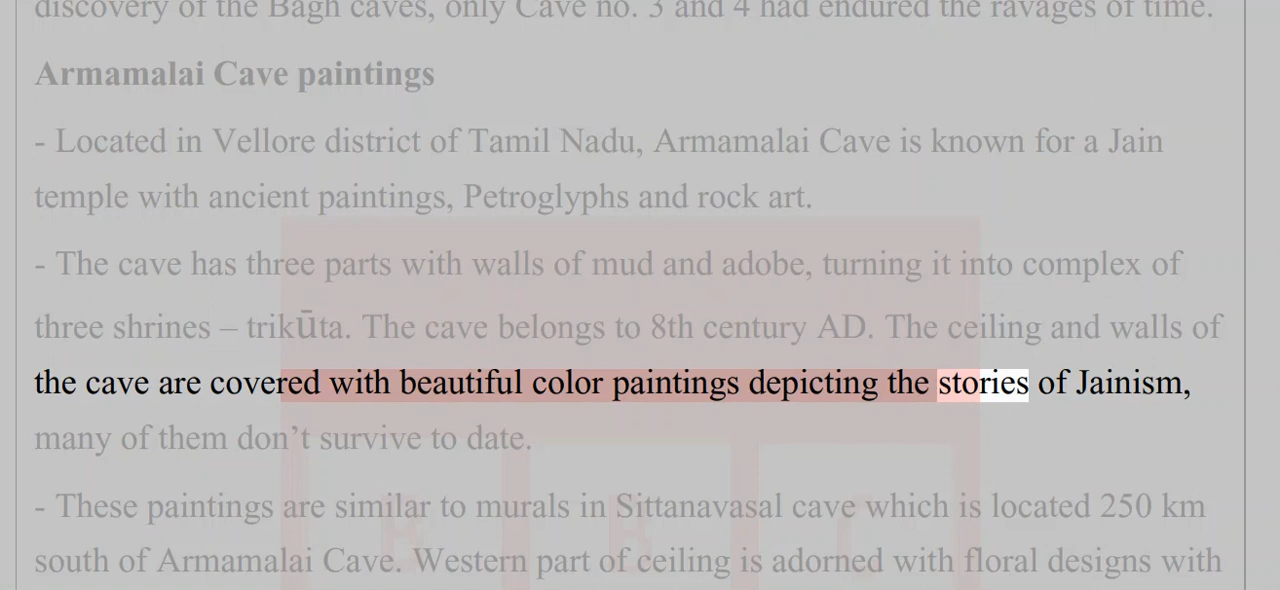 discovery of the Bagh caves, only Cave no. 3 and 4 had endured the ravages of time.
Armamalai Cave paintings
- Located in Vellore district of Tamil Nadu, Armamalai Cave is known for a Jain
temple with ancient paintings, Petroglyphs and rock art.
- The cave has three parts with walls of mud and adobe, turning it into complex of
three shrines – trikūta. The cave belongs to 8th century AD. The ceiling and walls of
the cave are covered with beautiful color paintings depicting the stories of Jainism,
many of them don’t survive to date.
- These paintings are similar to murals in Sittanavasal cave which is located 250 km
south of Armamalai Cave. Western part of ceiling is adorned with floral designs with